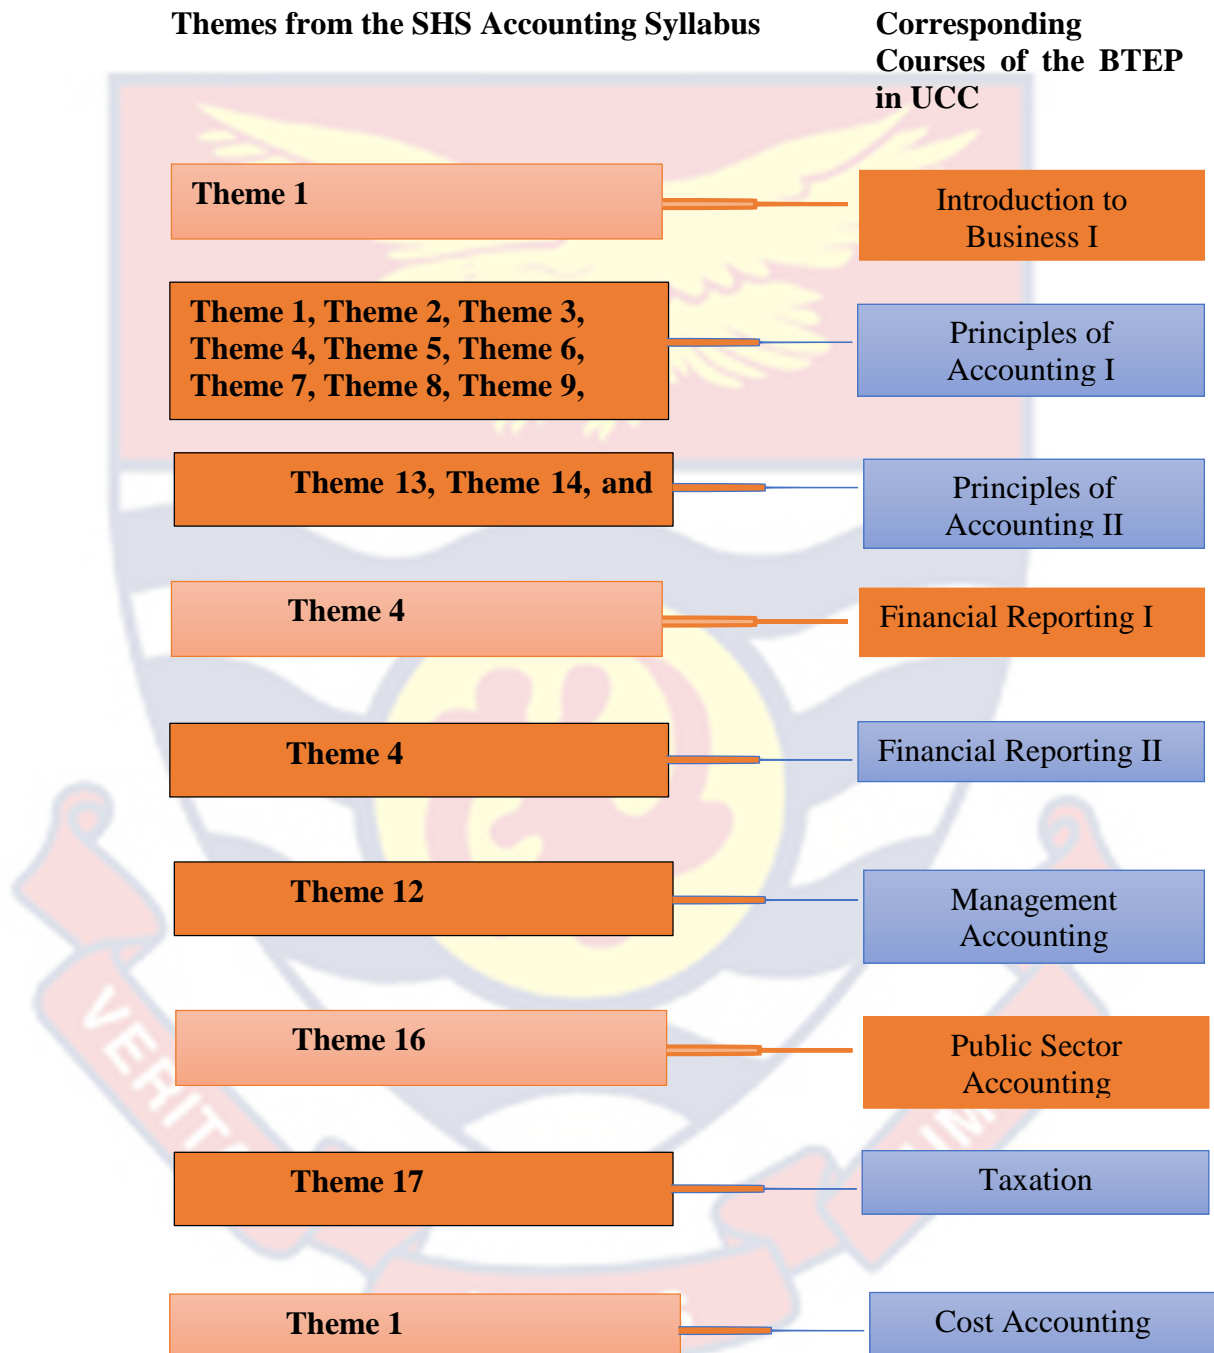 Themes from the SHS Accounting Syllabus
Corresponding
Courses of the BTEP
in UCC
Theme 1
Introduction to
Business I
Theme 1, Theme 2, Theme 3,
Theme 4, Theme 5, Theme 6,
Theme 7, Theme 8, Theme 9,
Principles of
Accounting I
Theme 13, Theme 14, and
Principles of
Accounting II
Theme 4
Financial Reporting I
Theme 4
Financial Reporting II
Theme 12
Management
Accounting
Theme 16
Public Sector
Accounting
Theme 17
Taxation
Theme 1
Cost Accounting